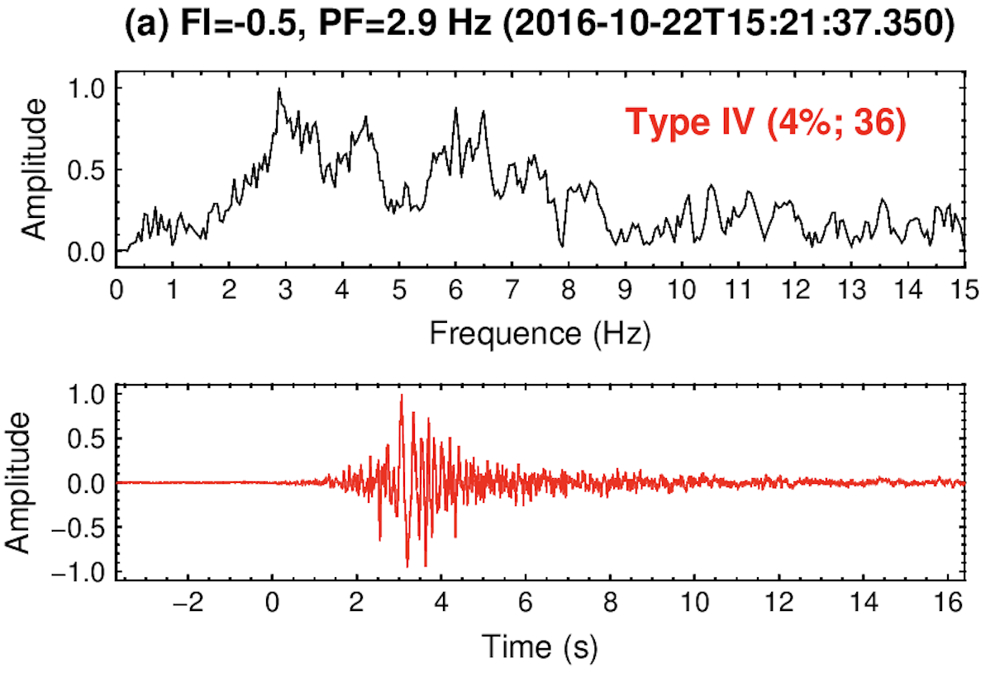 (a) FI=-0.5, PF=2.9 Hz (2016-10-22T15:21:37.350)
Amplitude
1.0
0.5
0.0
Type IV (4%; 36)
0 1 2 3 4 5 6 7 8 9 10 11 12 13 14 15
Frequence (Hz)
Amplitude
1.0
0.5
0.0
−0.5
−1.0
−2 0 2 4 6 8 10 12 14 16
Time (s)